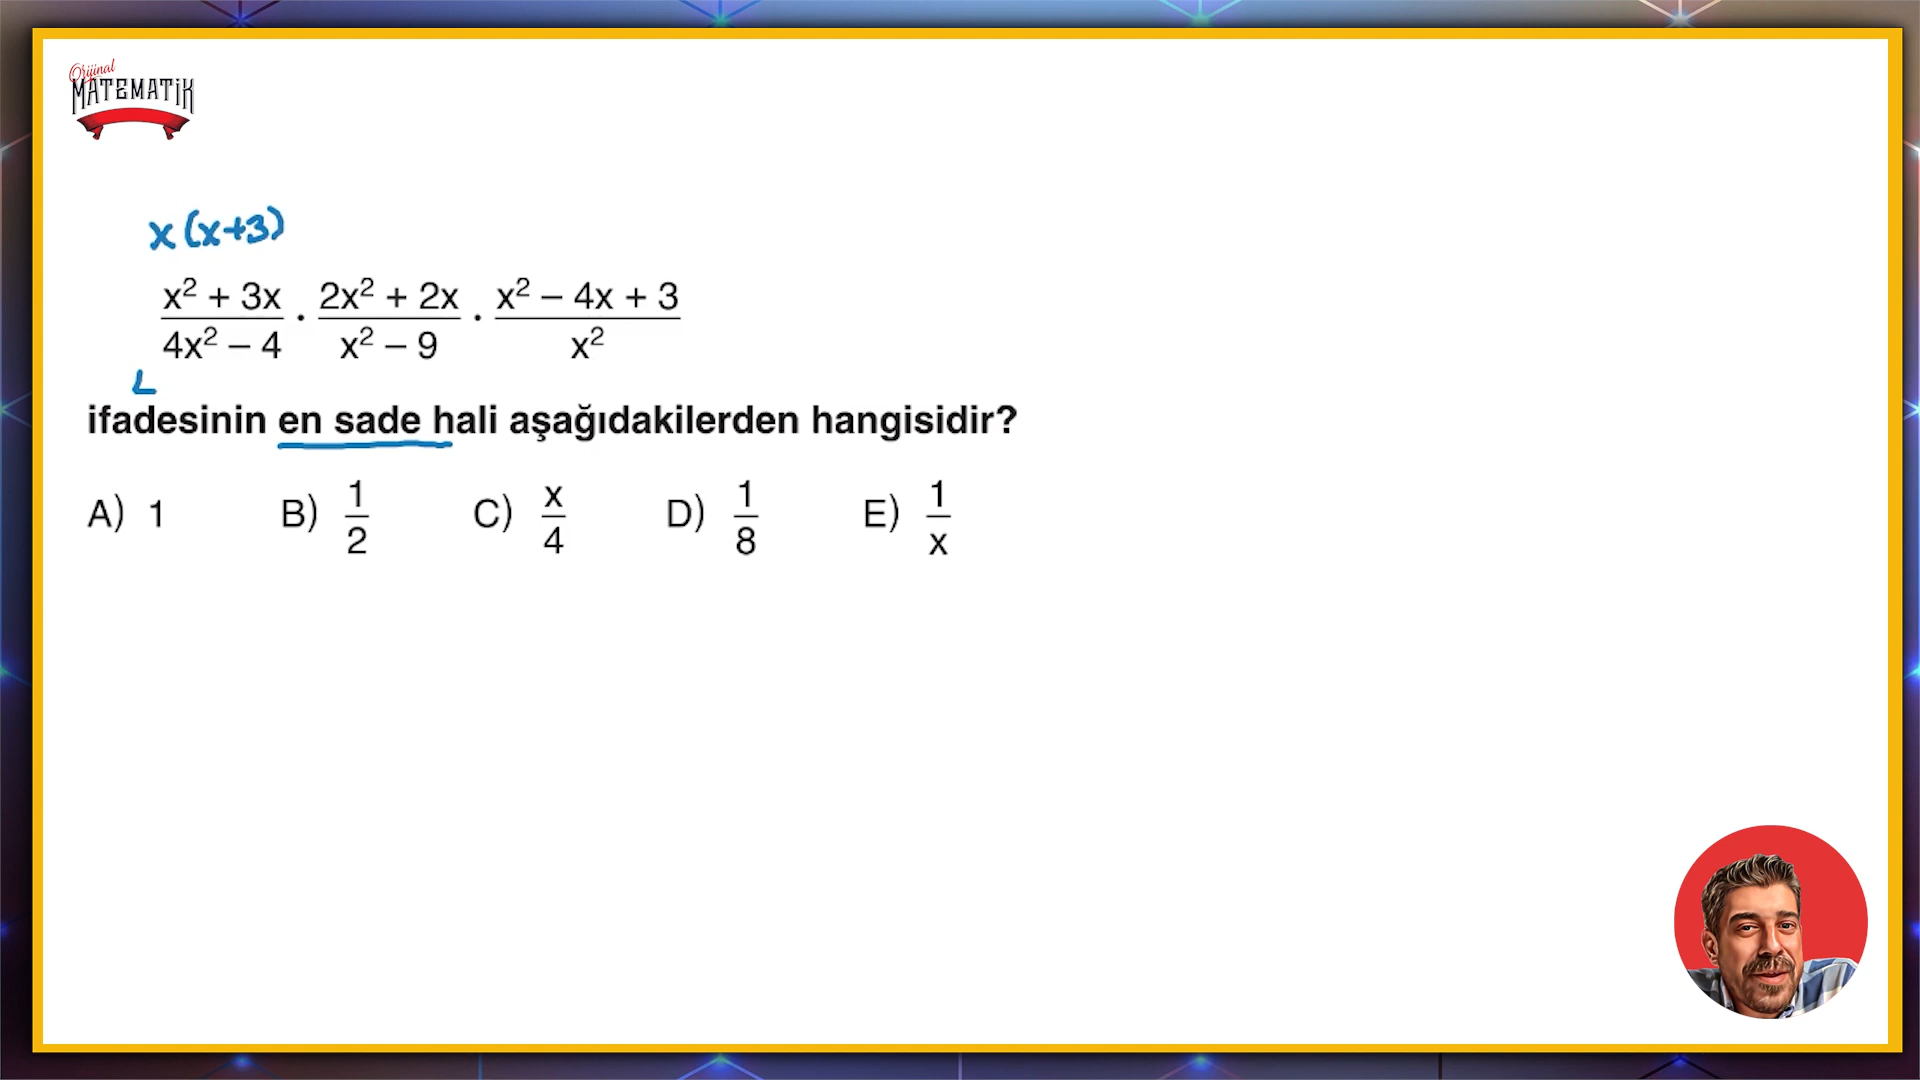 Orijinal
MATEMATİK
x(x+3)
x² + 3x / 4x² – 4 · 2x² + 2x / x² – 9 · x² – 4x + 3 / x²
ifadesinin en sade hali aşağıdakilerden hangisidir?
A) 1 B) 1/2 C) x/4 D) 1/8 E) 1/x